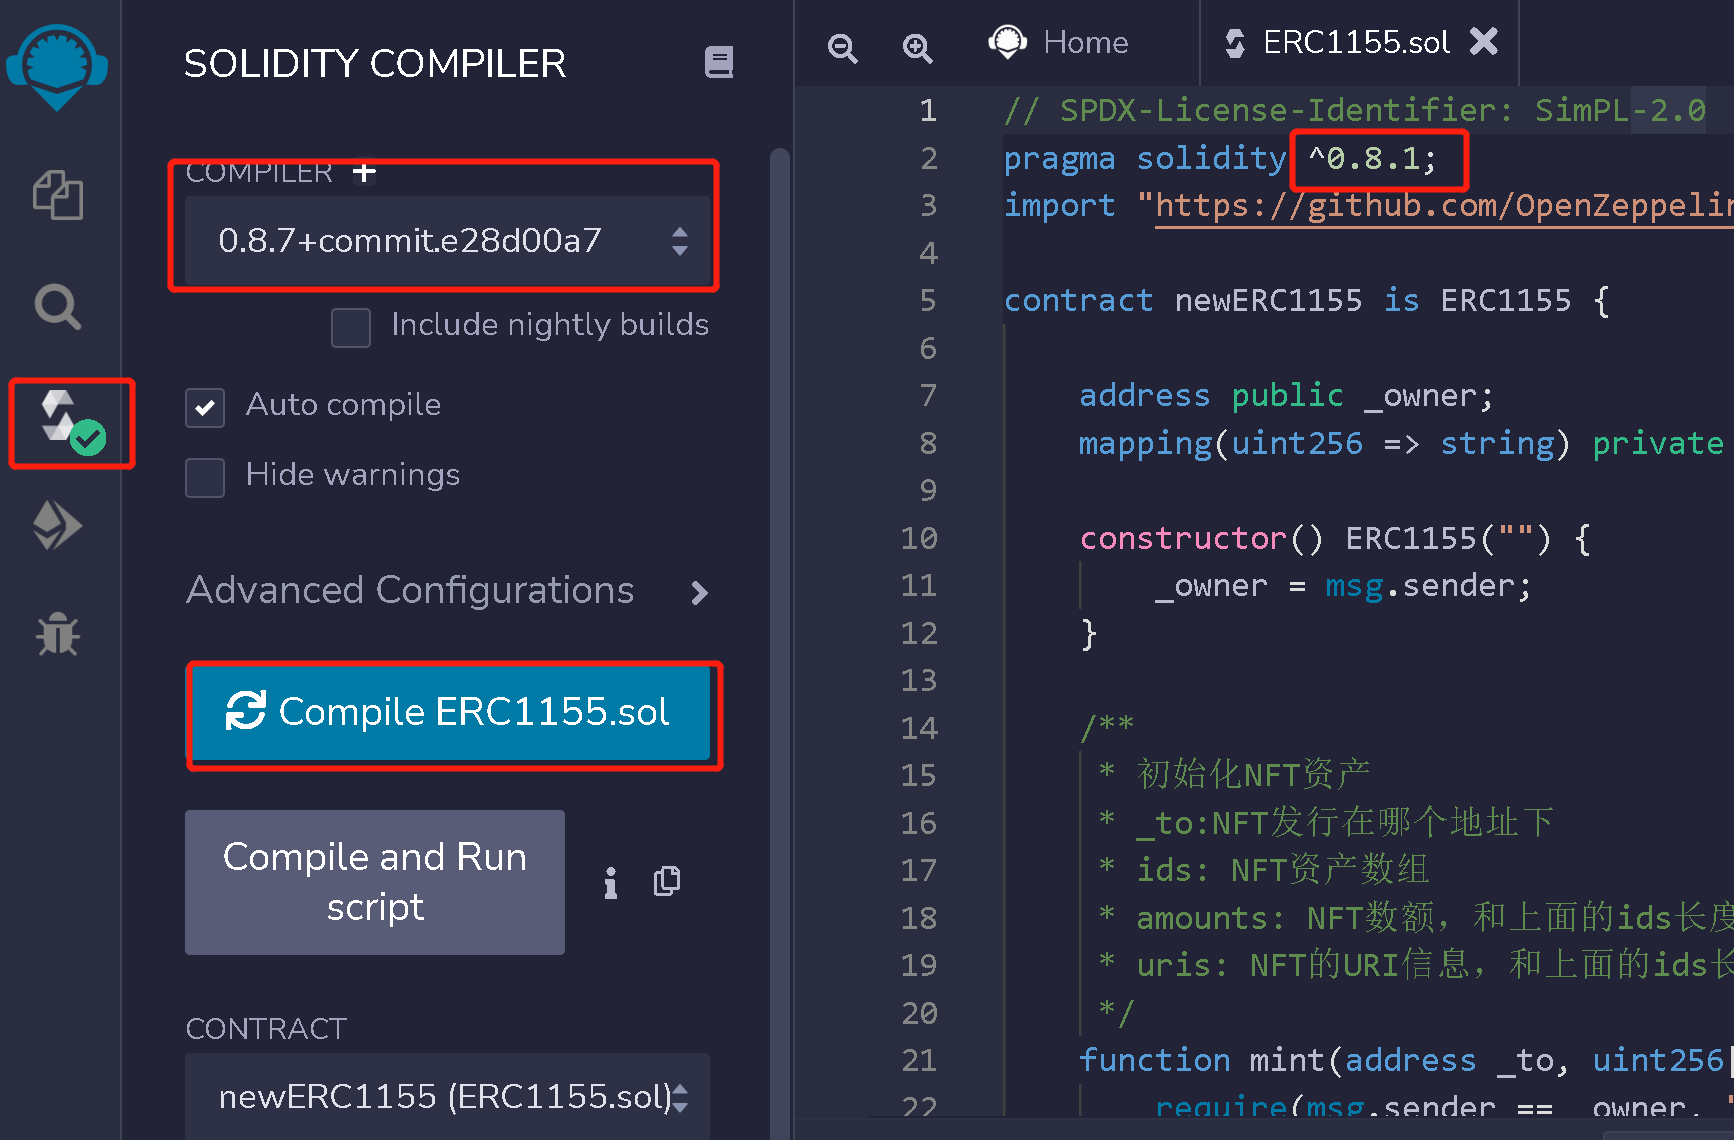 SOLIDITY COMPILER
COMPILER +
0.8.7+commit.e28d00a7
Include nightly builds
Auto compile
Hide warnings
Advanced Configurations
Compile ERC1155.sol
Compile and Run
script
CONTRACT
newERC1155 (ERC1155.sol)
Home
ERC1155.sol
1 // SPDX-License-Identifier: SimPL-2.0
2 pragma solidity ^0.8.1;
3 import "https://github.com/OpenZeppelin
4
5 contract newERC1155 is ERC1155 {
6
7 address public _owner;
8 mapping(uint256 => string) private
9
10 constructor() ERC1155("") {
11 _owner = msg.sender;
12 }
13
14 /**
15 * 初始化NFT资产
16 * _to:NFT发行在哪个地址下
17 * ids: NFT资产数组
18 * amounts: NFT数额，和上面的ids长度
19 * uris: NFT的URI信息，和上面的ids长
20 */
21 function mint(address _to, uint256[
22 require(msg.sender == _owner, "